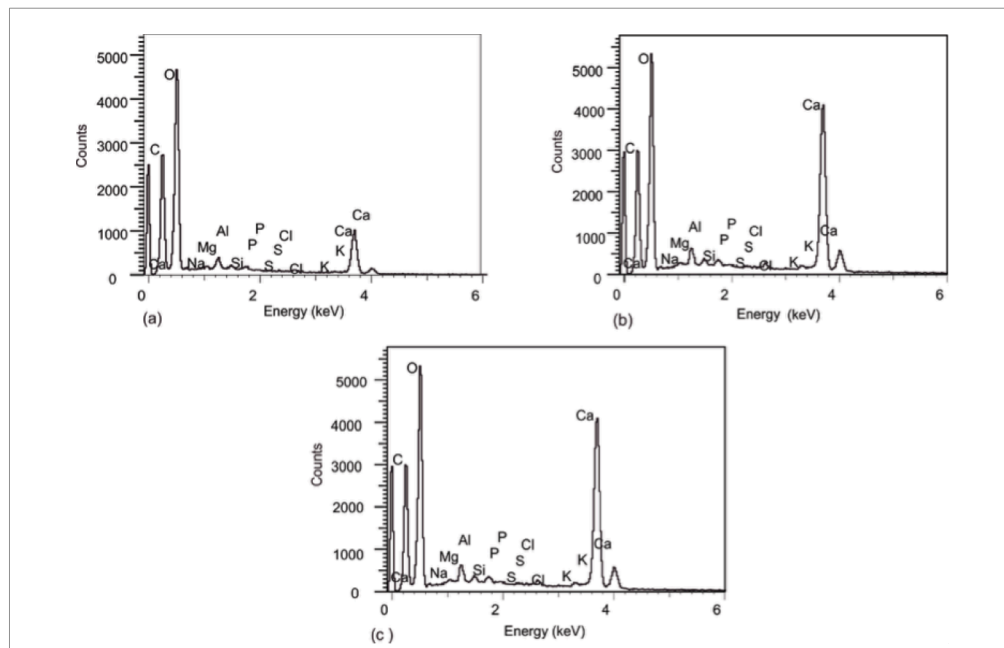 5000
4000
3000
2000
1000
0
Counts
O
C
Ca
Na
Mg
Al
Si
P
P
S
S
Cl
Cl
K
K
Ca
Ca
0 2 4 6
Energy (keV)
(a)
5000
4000
3000
2000
1000
0
Counts
O
C
Ca
Na
Mg
Al
Si
P
P
S
S
Cl
Cl
K
K
Ca
Ca
0 2 4 6
Energy (keV)
(b)
5000
4000
3000
2000
1000
0
Counts
O
C
Ca
Na
Mg
Al
Si
P
P
S
S
Cl
Cl
K
K
Ca
Ca
0 2 4 6
Energy (keV)
(c )